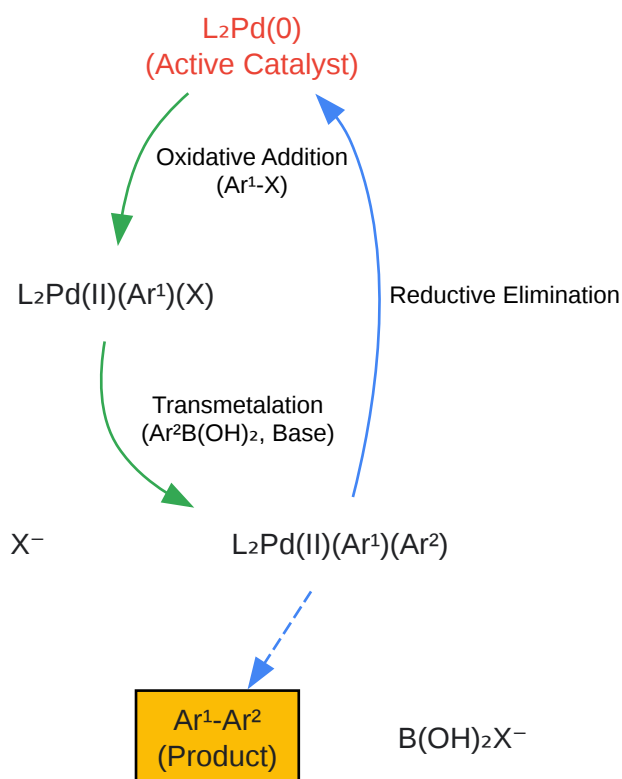 L₂Pd(0)
(Active Catalyst)
Oxidative Addition
(Ar¹-X)
L₂Pd(II)(Ar¹)(X)
Reductive Elimination
Transmetalation
(Ar²B(OH)₂, Base)
X⁻
L₂Pd(II)(Ar¹)(Ar²)
Ar¹-Ar²
(Product)
B(OH)₂X⁻